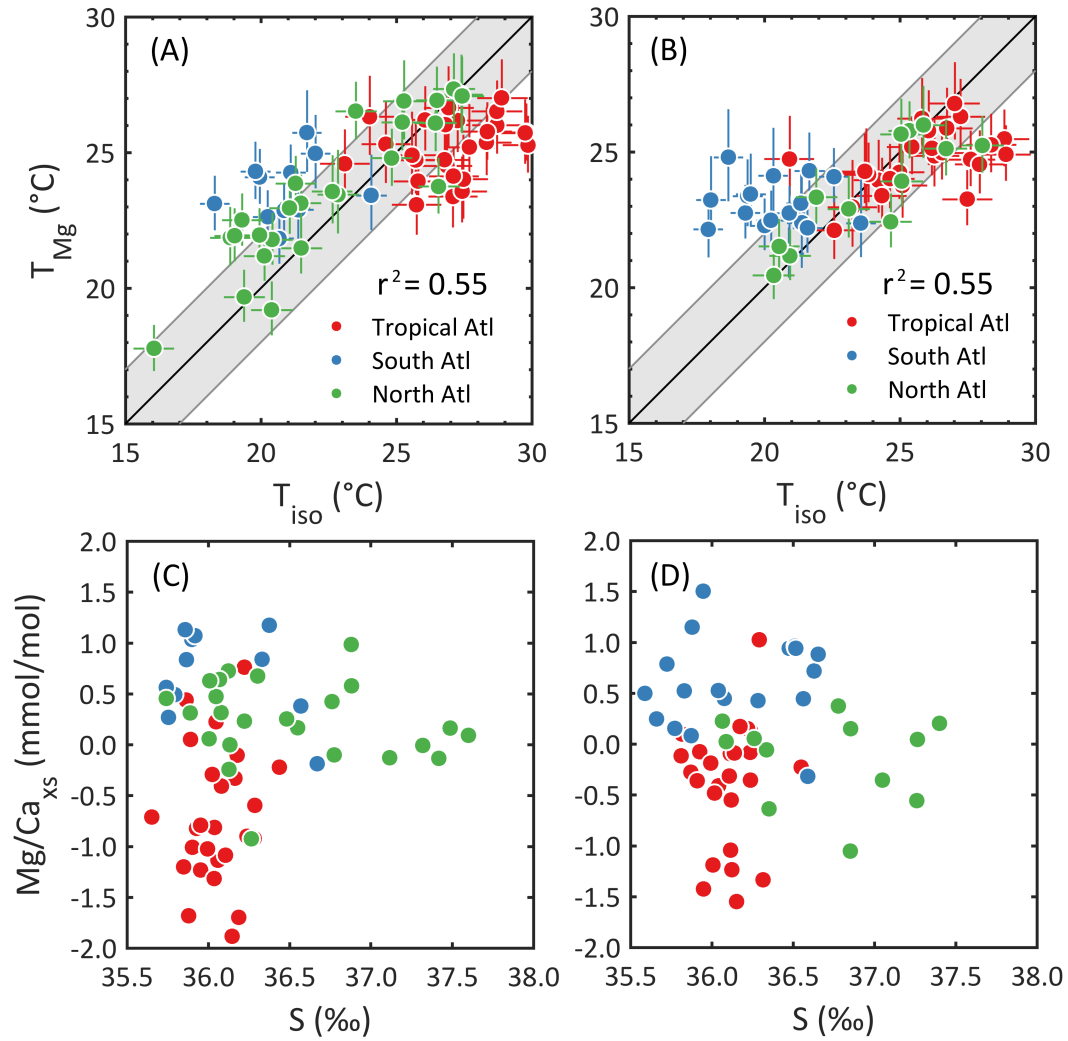 (A)
T_Mg (°C)
30
25
20
15
r² = 0.55
Tropical Atl
South Atl
North Atl
15 20 25 30
T_iso (°C)
(B)
30
25
20
15
r² = 0.55
Tropical Atl
South Atl
North Atl
15 20 25 30
T_iso (°C)
(C)
Mg/Ca_xs (mmol/mol)
2.0
1.5
1.0
0.5
0.0
-0.5
-1.0
-1.5
-2.0
35.5 36.0 36.5 37.0 37.5 38.0
S (‰)
(D)
2.0
1.5
1.0
0.5
0.0
-0.5
-1.0
-1.5
-2.0
35.5 36.0 36.5 37.0 37.5 38.0
S (‰)